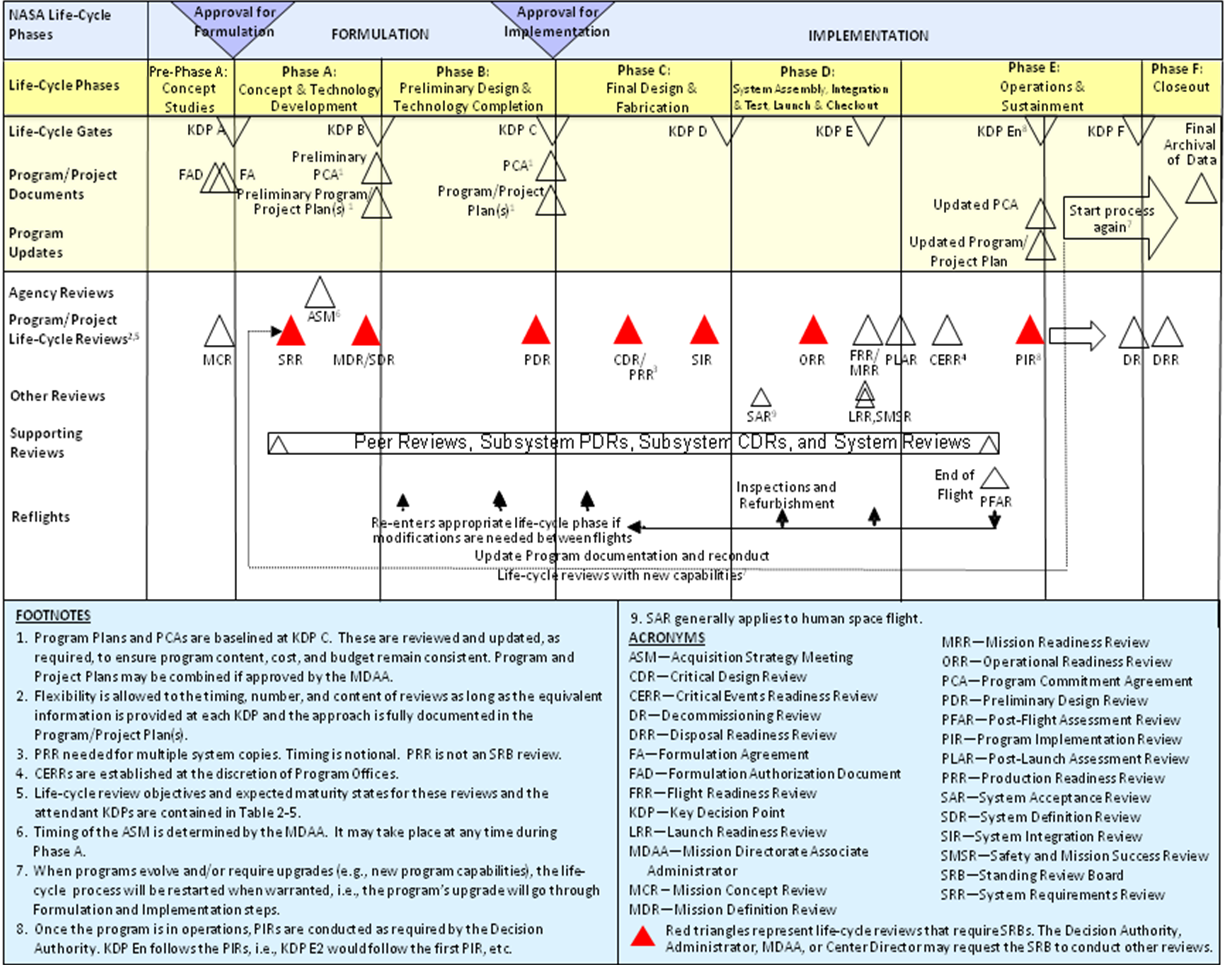 NASA Life-Cycle
Phases
Approval for
Formulation
FORMULATION
Approval for
Implementation
IMPLEMENTATION
Life-Cycle Phases
Pre-Phase A:
Concept
Studies
Phase A:
Concept & Technology
Development
Phase B:
Preliminary Design &
Technology Completion
Phase C:
Final Design &
Fabrication
Phase D:
System Assembly, Integration
& Test, Launch & Checkout
Phase E:
Operations &
Sustainment
Phase F:
Closeout
Life-Cycle Gates
KDP A
KDP B
KDP C
KDP D
KDP E
KDP En⁸
KDP F
Final
Archival
of Data
Program/Project
Documents
FAD
FA
Preliminary
PCA¹
Preliminary Program/
Project Plan(s) ¹
PCA¹
Program/Project
Plan(s)¹
Program
Updates
Updated PCA
Updated Program/
Project Plan
Start process
again⁷
Agency Reviews
ASM⁶
Program/Project
Life-Cycle Reviews²,⁵
MCR
SRR
MDR/SDR
PDR
CDR/
PRR³
SIR
ORR
FRR/
MRR
PLAR
CERR⁴
PIR⁸
DR
DRR
Other Reviews
SAR⁹
LRR,SMSR
Supporting
Reviews
Peer Reviews, Subsystem PDRs, Subsystem CDRs, and System Reviews
Reflights
Re-enters appropriate life-cycle phase if
modifications are needed between flights
Inspections and
Refurbishment
End of
Flight
PFAR
Update Program documentation and reconduct
Life-cycle reviews with new capabilities⁷
FOOTNOTES
1. Program Plans and PCAs are baselined at KDP C. These are reviewed and updated, as
required, to ensure program content, cost, and budget remain consistent. Program and
Project Plans may be combined if approved by the MDAA.
2. Flexibility is allowed to the timing, number, and content of reviews as long as the equivalent
information is provided at each KDP and the approach is fully documented in the
Program/Project Plan(s).
3. PRR needed for multiple system copies. Timing is notional. PRR is not an SRB review.
4. CERRs are established at the discretion of Program Offices.
5. Life-cycle review objectives and expected maturity states for these reviews and the
attendant KDPs are contained in Table 2-5.
6. Timing of the ASM is determined by the MDAA. It may take place at any time during
Phase A.
7. When programs evolve and/or require upgrades (e.g., new program capabilities), the life-
cycle process will be restarted when warranted, i.e., the program's upgrade will go through
Formulation and Implementation steps.
8. Once the program is in operations, PIRs are conducted as required by the Decision
Authority. KDP En follows the PIRs, i.e., KDP E2 would follow the first PIR, etc.
9. SAR generally applies to human space flight.
ACRONYMS
ASM—Acquisition Strategy Meeting
CDR—Critical Design Review
CERR—Critical Events Readiness Review
DR—Decommissioning Review
DRR—Disposal Readiness Review
FA—Formulation Agreement
FAD—Formulation Authorization Document
FRR—Flight Readiness Review
KDP—Key Decision Point
LRR—Launch Readiness Review
MDAA—Mission Directorate Associate
Administrator
MCR—Mission Concept Review
MDR—Mission Definition Review
MRR—Mission Readiness Review
ORR—Operational Readiness Review
PCA—Program Commitment Agreement
PDR—Preliminary Design Review
PFAR—Post-Flight Assessment Review
PIR—Program Implementation Review
PLAR—Post-Launch Assessment Review
PRR—Production Readiness Review
SAR—System Acceptance Review
SDR—System Definition Review
SIR—System Integration Review
SMSR—Safety and Mission Success Review
SRB—Standing Review Board
SRR—System Requirements Review
Red triangles represent life-cycle reviews that require SRBs. The Decision Authority,
Administrator, MDAA, or Center Director may request the SRB to conduct other reviews.